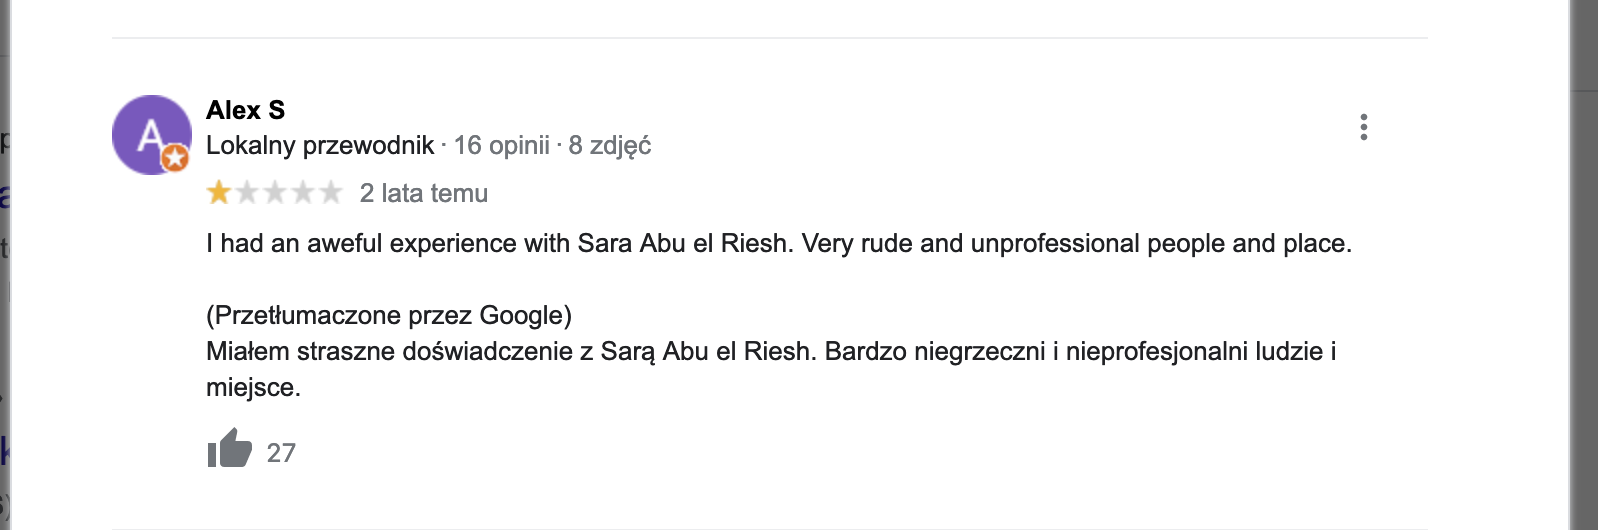 A
Alex S
Lokalny przewodnik · 16 opinii · 8 zdjęć
2 lata temu
I had an aweful experience with Sara Abu el Riesh. Very rude and unprofessional people and place.
(Przetłumaczone przez Google)
Miałem straszne doświadczenie z Sarą Abu el Riesh. Bardzo niegrzeczni i nieprofesjonalni ludzie i
miejsce.
27